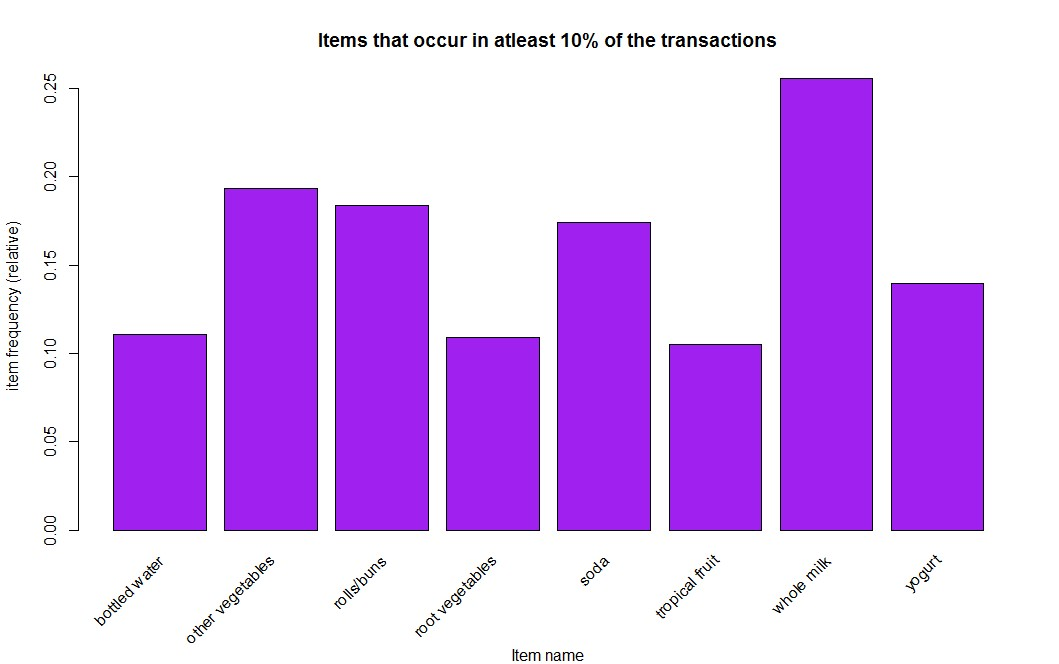 Items that occur in atleast 10% of the transactions
item frequency (relative)
0.25
0.20
0.15
0.10
0.05
0.00
bottled water
other vegetables
rolls/buns
root vegetables
soda
tropical fruit
whole milk
yogurt
Item name